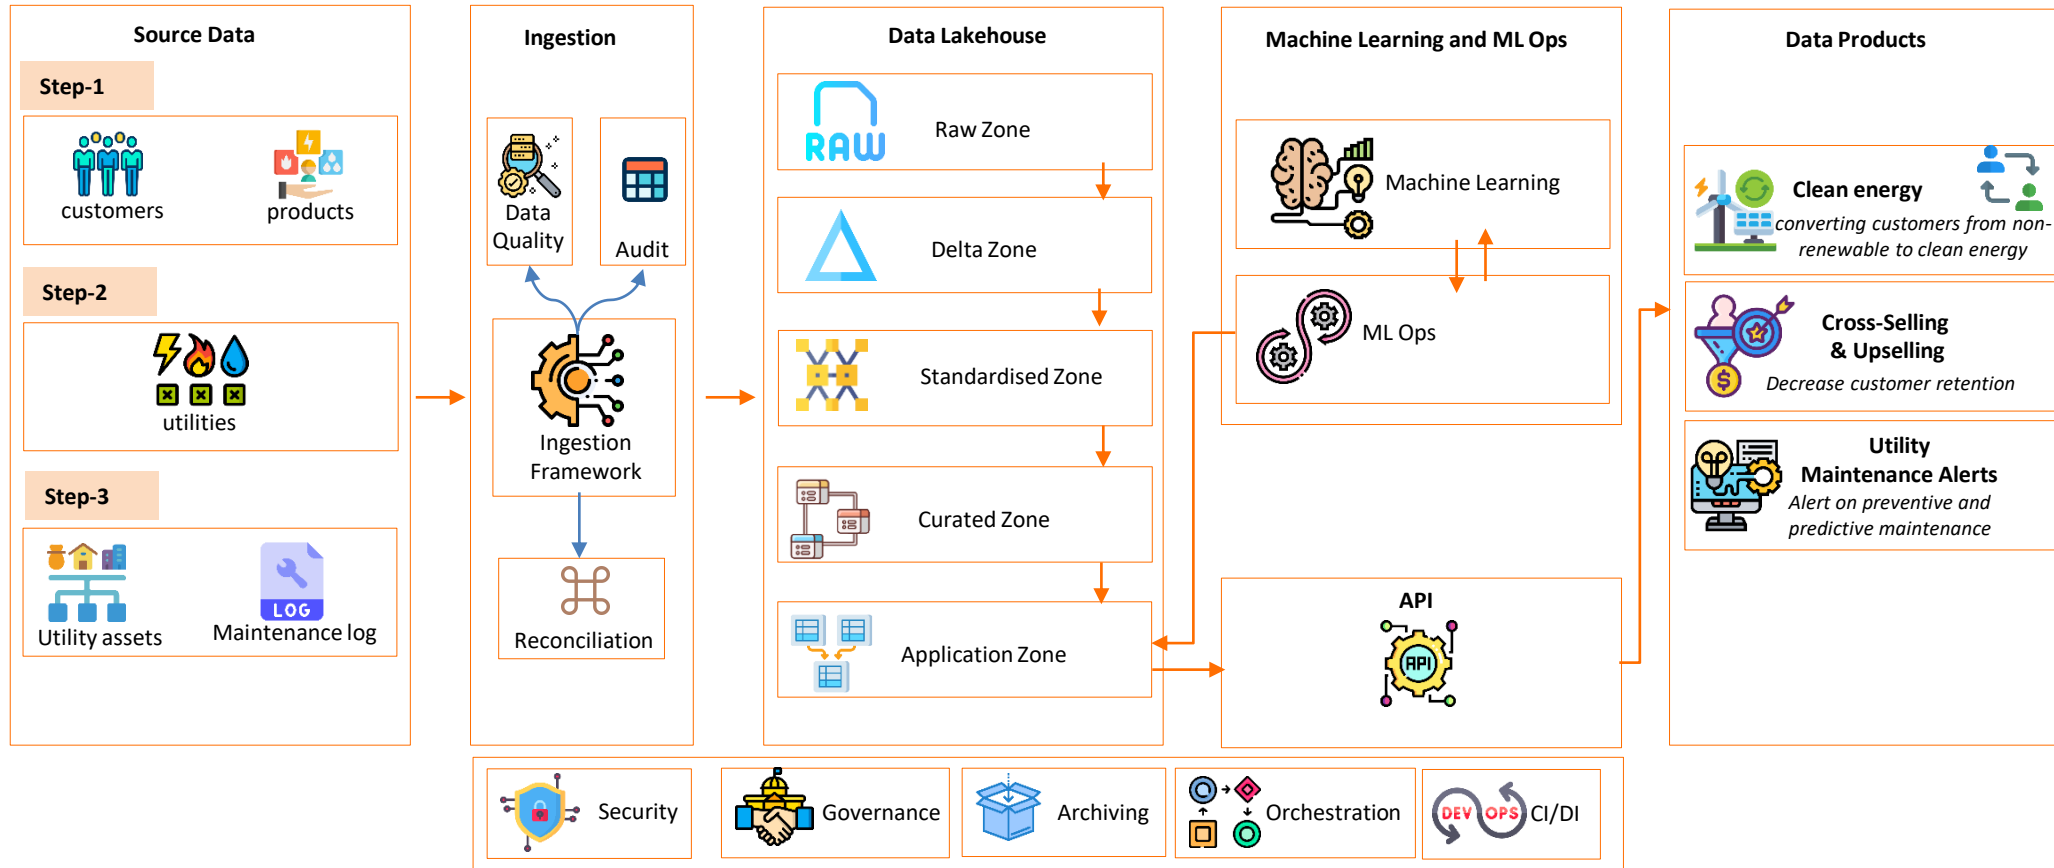 Source Data
Step-1
customers
products
Step-2
utilities
Step-3
LOG
Utility assets
Maintenance log
Ingestion
Data
Quality
Audit
Ingestion
Framework
Reconciliation
Data Lakehouse
RAW
Raw Zone
Delta Zone
Standardised Zone
Curated Zone
Application Zone
Machine Learning and ML Ops
Machine Learning
ML Ops
API
API
Data Products
Clean energy
converting customers from non-
renewable to clean energy
Cross-Selling
& Upselling
$
Decrease customer retention
Utility
Maintenance Alerts
Alert on preventive and
predictive maintenance
Security
Governance
Archiving
Orchestration
DEV OPS
CI/DI